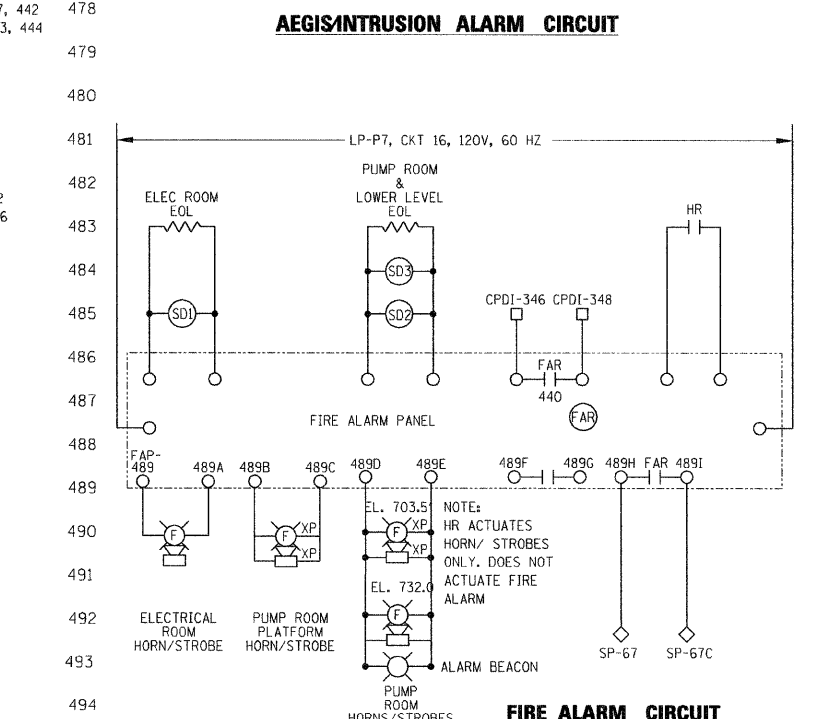 7, 442
3, 444
478
AEGIS/INTRUSION ALARM CIRCUIT
479
480
481
LP-P7, CKT 16, 120V, 60 HZ
482
PUMP ROOM
&
LOWER LEVEL
EOL
ELEC ROOM
EOL
2
6
483
HR
484
SD3
CPDI-346 CPDI-348
485
SD1
SD2
486
FAR
440
487
FIRE ALARM PANEL
FAR
488
FAP-
489
489A
489B
489C
489D
489E
489F
489G
489H
FAR
489I
489
EL. 703.5'
NOTE:
HR ACTUATES
HORN/ STROBES
ONLY. DOES NOT
ACTUATE FIRE
ALARM
490
F
F
XP
XP
F
XP
XP
491
EL. 732.0
492
F
ELECTRICAL
ROOM
HORN/STROBE
PUMP ROOM
PLATFORM
HORN/STROBE
SP-67
SP-67C
493
ALARM BEACON
494
PUMP
ROOM
HORNS/STROBES
FIRE ALARM CIRCUIT